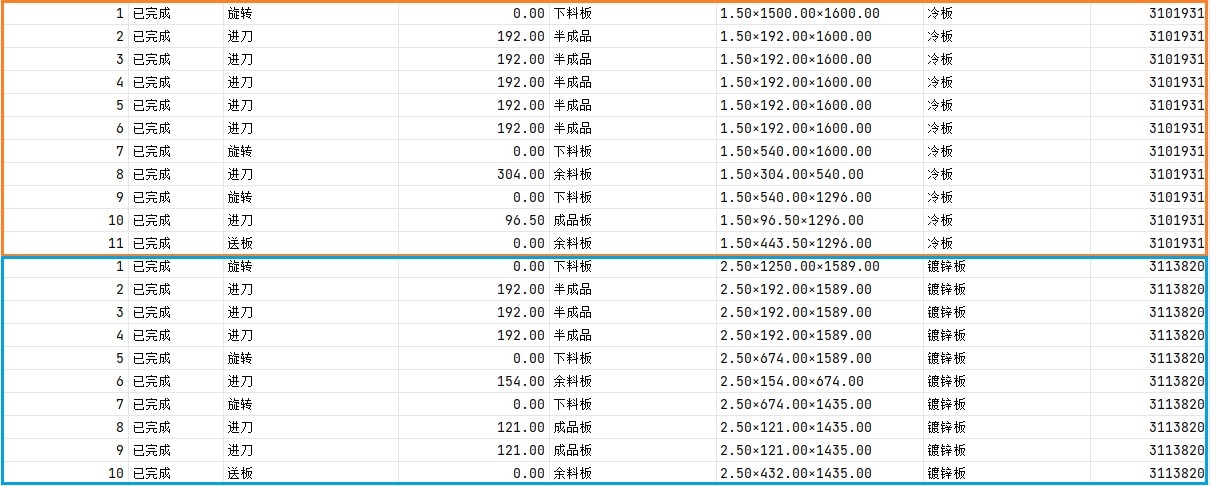 1 已完成 旋转 0.00 下料板 1.50×1500.00×1600.00 冷板 3101931
2 已完成 进刀 192.00 半成品 1.50×192.00×1600.00 冷板 3101931
3 已完成 进刀 192.00 半成品 1.50×192.00×1600.00 冷板 3101931
4 已完成 进刀 192.00 半成品 1.50×192.00×1600.00 冷板 3101931
5 已完成 进刀 192.00 半成品 1.50×192.00×1600.00 冷板 3101931
6 已完成 进刀 192.00 半成品 1.50×192.00×1600.00 冷板 3101931
7 已完成 旋转 0.00 下料板 1.50×540.00×1600.00 冷板 3101931
8 已完成 进刀 304.00 余料板 1.50×304.00×540.00 冷板 3101931
9 已完成 旋转 0.00 下料板 1.50×540.00×1296.00 冷板 3101931
10 已完成 进刀 96.50 成品板 1.50×96.50×1296.00 冷板 3101931
11 已完成 送板 0.00 余料板 1.50×443.50×1296.00 冷板 3101931
1 已完成 旋转 0.00 下料板 2.50×1250.00×1589.00 镀锌板 3113820
2 已完成 进刀 192.00 半成品 2.50×192.00×1589.00 镀锌板 3113820
3 已完成 进刀 192.00 半成品 2.50×192.00×1589.00 镀锌板 3113820
4 已完成 进刀 192.00 半成品 2.50×192.00×1589.00 镀锌板 3113820
5 已完成 旋转 0.00 下料板 2.50×674.00×1589.00 镀锌板 3113820
6 已完成 进刀 154.00 余料板 2.50×154.00×674.00 镀锌板 3113820
7 已完成 旋转 0.00 下料板 2.50×674.00×1435.00 镀锌板 3113820
8 已完成 进刀 121.00 成品板 2.50×121.00×1435.00 镀锌板 3113820
9 已完成 进刀 121.00 成品板 2.50×121.00×1435.00 镀锌板 3113820
10 已完成 送板 0.00 余料板 2.50×432.00×1435.00 镀锌板 3113820